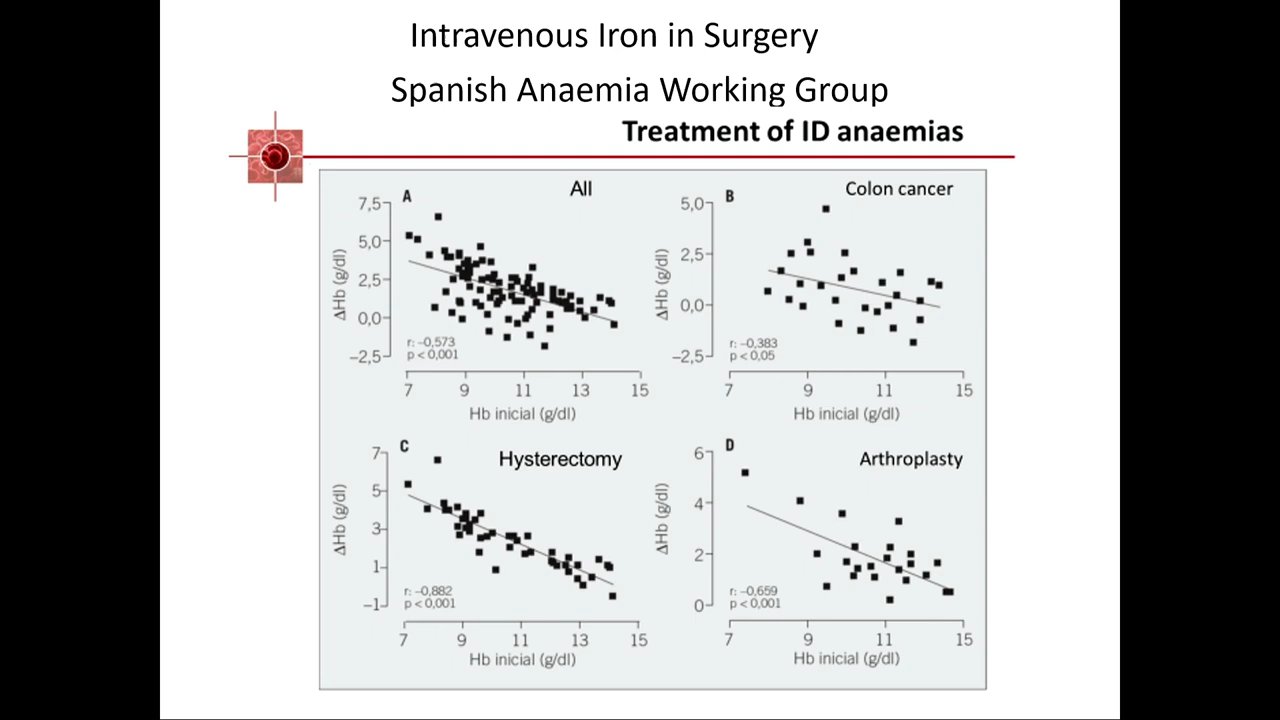 Intravenous Iron in Surgery
Spanish Anaemia Working Group
Treatment of ID anaemias
A
All
7,5
5,0
2,5
0,0
–2,5
ΔHb (g/dl)
r: –0,573
p < 0,001
7 9 11 13 15
Hb inicial (g/dl)
B
Colon cancer
5,0
2,5
0,0
–2,5
ΔHb (g/dl)
r: –0,383
p < 0,05
7 9 11 15
Hb inicial (g/dl)
C
Hysterectomy
7
5
3
1
–1
ΔHb (g/dl)
r: –0,882
p < 0,001
7 9 11 13 15
Hb inicial (g/dl)
D
Arthroplasty
6
4
2
0
ΔHb (g/dl)
r: –0,659
p < 0,001
7 9 11 15
Hb inicial (g/dl)